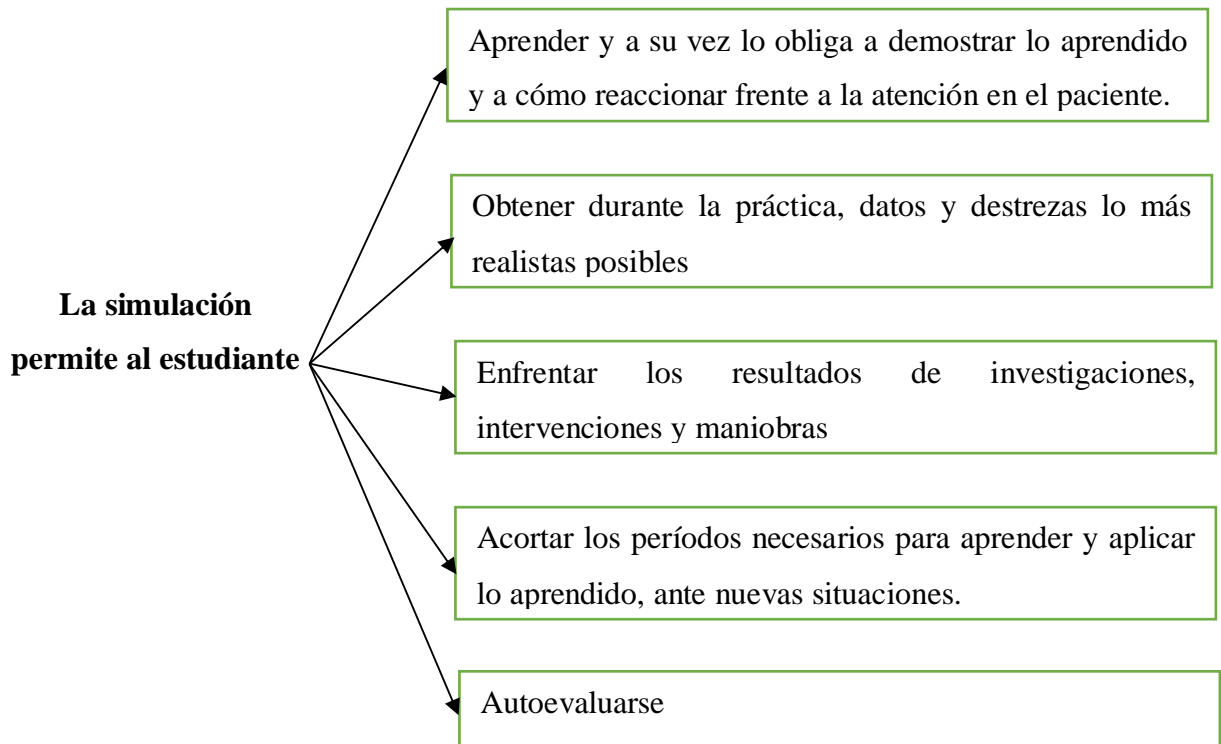 Aprender y a su vez lo obliga a demostrar lo aprendido
y a cómo reaccionar frente a la atención en el paciente.
Obtener durante la práctica, datos y destrezas lo más
realistas posibles
La simulación
permite al estudiante
Enfrentar los resultados de investigaciones,
intervenciones y maniobras
Acortar los períodos necesarios para aprender y aplicar
lo aprendido, ante nuevas situaciones.
Autoevaluarse